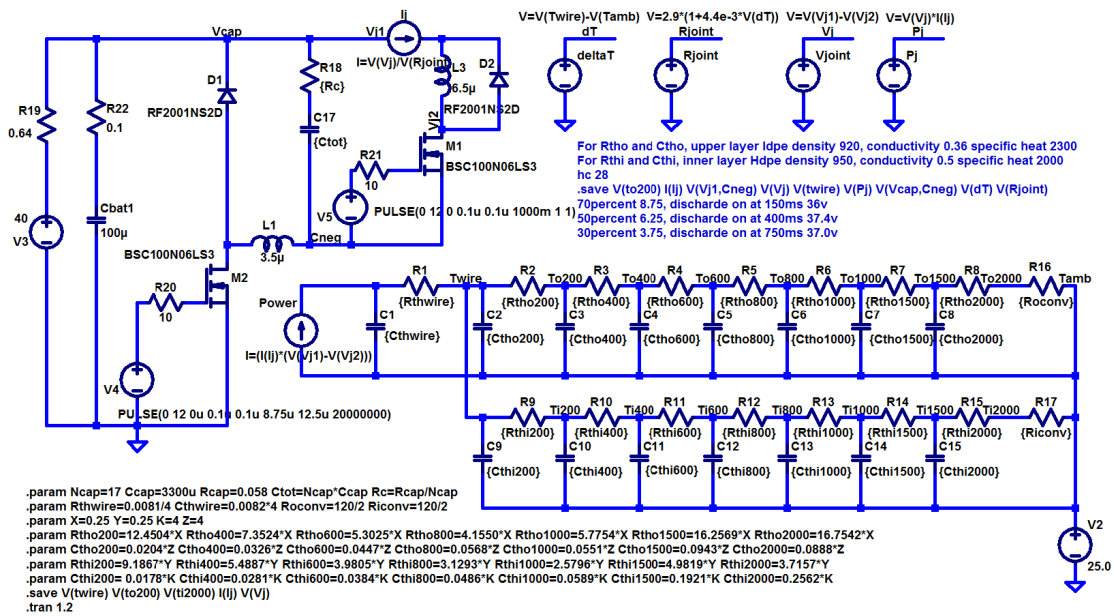 V=V(Twire)-V(Tamb) V=2.9*(1+4.4e-3*V(dT)) V=V(Vj1)-V(Vj2) V=V(Vj)*I(Ij)
Ij
Vcap Vj1 dT Rjoint Vj Pj
I=V(Vj)/V(Rjoint)
D1 R18 {Rc} L3 6.5µ D2 deltaT Rjoint Vjoint Pj
R19 0.64 R22 0.1 RF2001NS2D RF2001NS2D
C17 {Ctot} Vj2
M1
BSC100N06LS3
R21 10
For Rtho and Ctho, upper layer ldpe density 920, conductivity 0.36 specific heat 2300
For Rthi and Cthi, inner layer Hdpe density 950, conductivity 0.5 specific heat 2000
hc 28
.save V(to200) I(Ij) V(Vj1,Cneg) V(Vj) V(twire) V(Pj) V(Vcap,Cneg) V(dT) V(Rjoint)
70percent 8.75, discharde on at 150ms 36v
50percent 6.25, discharde on at 400ms 37.4v
30percent 3.75, discharde on at 750ms 37.0v
V5
PULSE(0 12 0 0.1u 0.1u 1000m 1 1)
40
V3
Cbat1
100µ
L1
3.5µ
Cneg
BSC100N06LS3
M2
R20
10
V4
PULSE(0 12 0u 0.1u 0.1u 8.75u 12.5u 20000000)
R1 Twire R2 To200 R3 To400 R4 To600 R5 To800 R6 To1000 R7 To1500 R8 To2000 R16 Tamb
Power {Rthwire} {Rtho200} {Rtho400} {Rtho600} {Rtho800} {Rtho1000} {Rtho1500} {Rtho2000} {Roconv}
C1 C2 C3 C4 C5 C6 C7 C8
{Cthwire} {Ctho200} {Ctho400} {Ctho600} {Ctho800} {Ctho1000} {Ctho1500} {Ctho2000}
I=(I(Ij)*(V(Vj1)-V(Vj2)))
R9 Ti200 R10 Ti400 R11 Ti600 R12 Ti800 R13 Ti1000 R14 Ti1500 R15 Ti2000 R17
{Rthi200} {Rthi400} {Rthi600} {Rthi800} {Rthi1000} {Rthi1500} {Rthi2000} {Riconv}
C9 C10 C11 C12 C13 C14 C15
{Cthi200} {Cthi400} {Cthi600} {Cthi800} {Cthi1000} {Cthi1500} {Cthi2000}
V2
25.0
.param Ncap=17 Ccap=3300u Rcap=0.058 Ctot=Ncap*Ccap Rc=Rcap/Ncap
.param Rthwire=0.0081/4 Cthwire=0.0082*4 Roconv=120/2 Riconv=120/2
.param X=0.25 Y=0.25 K=4 Z=4
.param Rtho200=12.4504*X Rtho400=7.3524*X Rtho600=5.3025*X Rtho800=4.1550*X Rtho1000=5.7754*X Rtho1500=16.2569*X Rtho2000=16.7542*X
.param Ctho200=0.0204*Z Ctho400=0.0326*Z Ctho600=0.0447*Z Ctho800=0.0568*Z Ctho1000=0.0551*Z Ctho1500=0.0943*Z Ctho2000=0.0888*Z
.param Rthi200=9.1867*Y Rthi400=5.4887*Y Rthi600=3.9805*Y Rthi800=3.1293*Y Rthi1000=2.5796*Y Rthi1500=4.9819*Y Rthi2000=3.7157*Y
.param Cthi200= 0.0178*K Cthi400=0.0281*K Cthi600=0.0384*K Cthi800=0.0486*K Cthi1000=0.0589*K Cthi1500=0.1921*K Cthi2000=0.2562*K
.save V(twire) V(to200) V(ti2000) I(Ij) V(Vj)
.tran 1.2